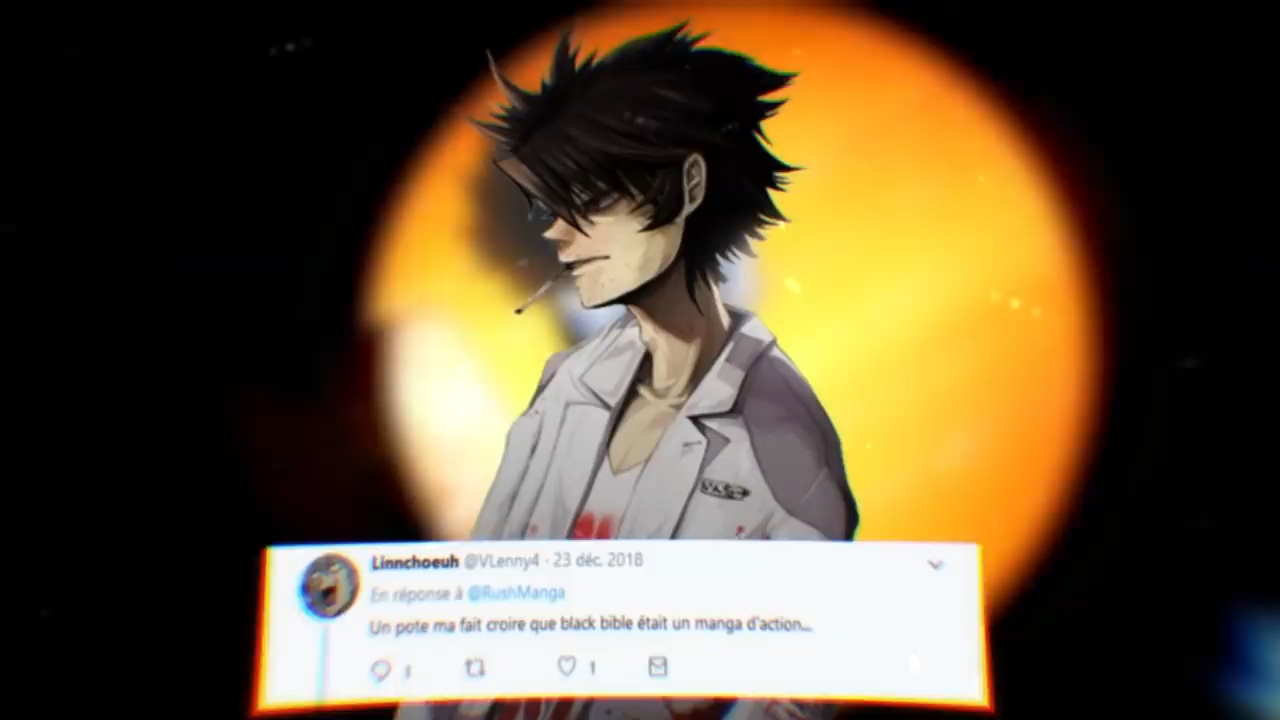 Linnchoeuh @VLenny4 · 23 déc. 2018
En réponse à @RushManga
Un pote ma fait croire que black bible était un manga d'action...
1 1